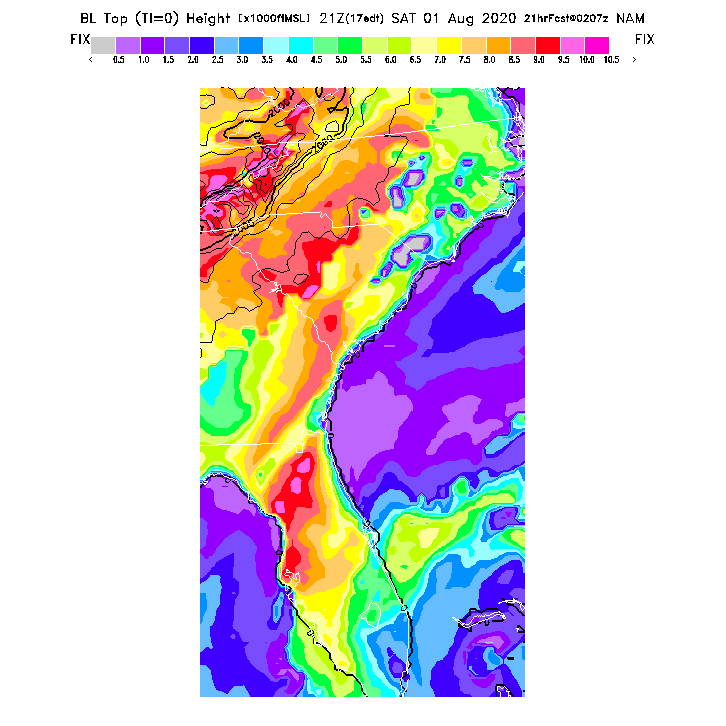 BL Top (TI=0) Height [x1000ftMSL] 21Z(17edt) SAT 01 Aug 2020 21hrFcst@0207z NAM
FIX FIX
< 0.5 1.0 1.5 2.0 2.5 3.0 3.5 4.0 4.5 5.0 5.5 6.0 6.5 7.0 7.5 8.0 8.5 9.0 9.5 10.0 10.5 >
2000
2000